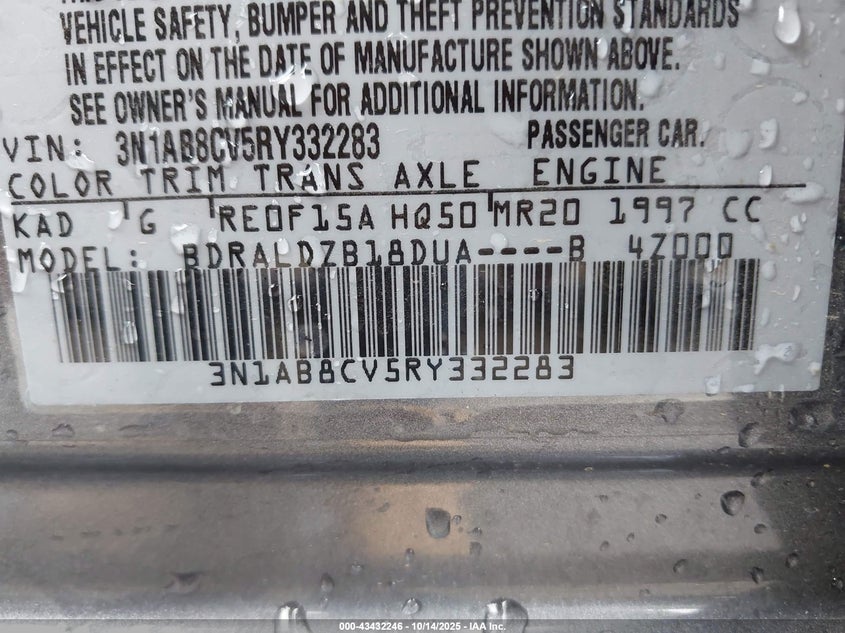 VEHICLE SAFETY, BUMPER AND THEFT PREVENTION STANDARDS
IN EFFECT ON THE DATE OF MANUFACTURE SHOWN ABOVE.
SEE OWNER'S MANUAL FOR ADDITIONAL INFORMATION.
VIN: 3N1AB8CV5RY332283 PASSENGER CAR.
COLOR TRIM TRANS AXLE ENGINE
KAD G RE0F15A HQ50 MR20 1997 CC
MODEL: BDRALDZB18DUA----B 4Z000
3N1AB8CV5RY332283
000-43432246 - 10/14/2025 - IAA Inc.